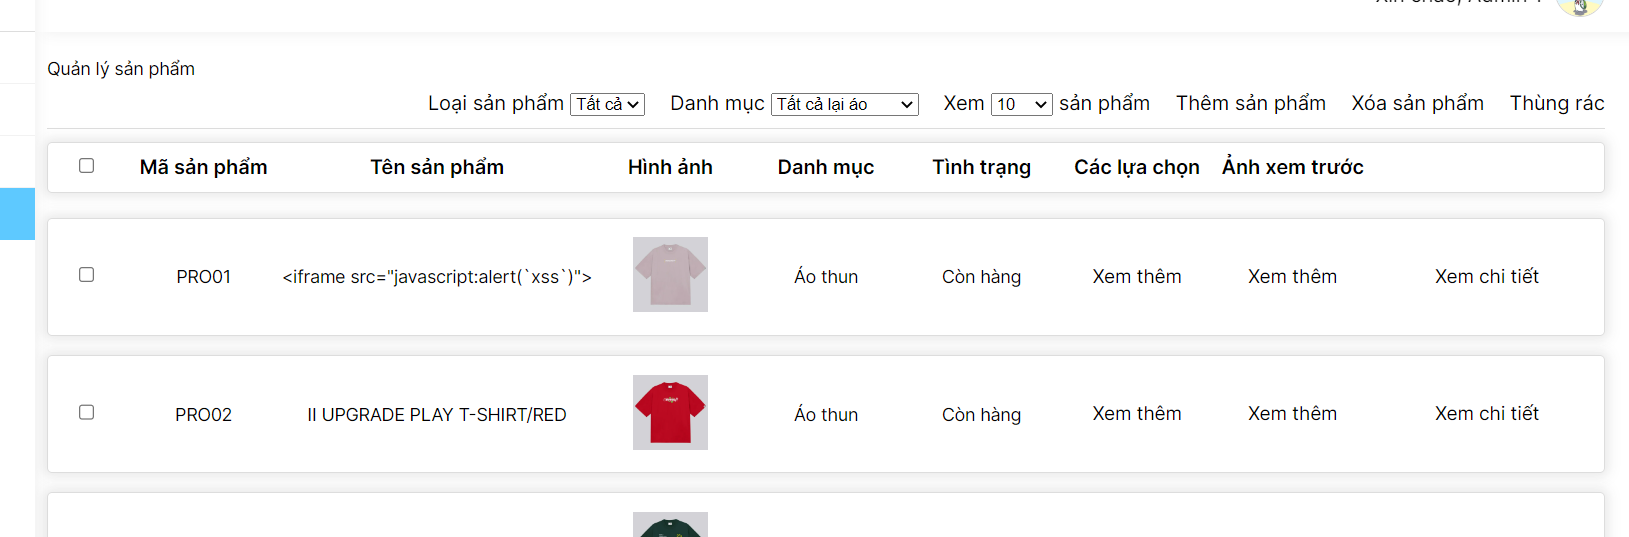 Quản lý sản phẩm
Loại sản phẩm Tất cả Danh mục Tất cả lại áo Xem 10 sản phẩm Thêm sản phẩm Xóa sản phẩm Thùng rác
Mã sản phẩm Tên sản phẩm Hình ảnh Danh mục Tình trạng Các lựa chọn Ảnh xem trước
PRO01 <iframe src="javascript:alert(`xss`)"> Áo thun Còn hàng Xem thêm Xem thêm Xem chi tiết
PRO02 II UPGRADE PLAY T-SHIRT/RED Áo thun Còn hàng Xem thêm Xem thêm Xem chi tiết